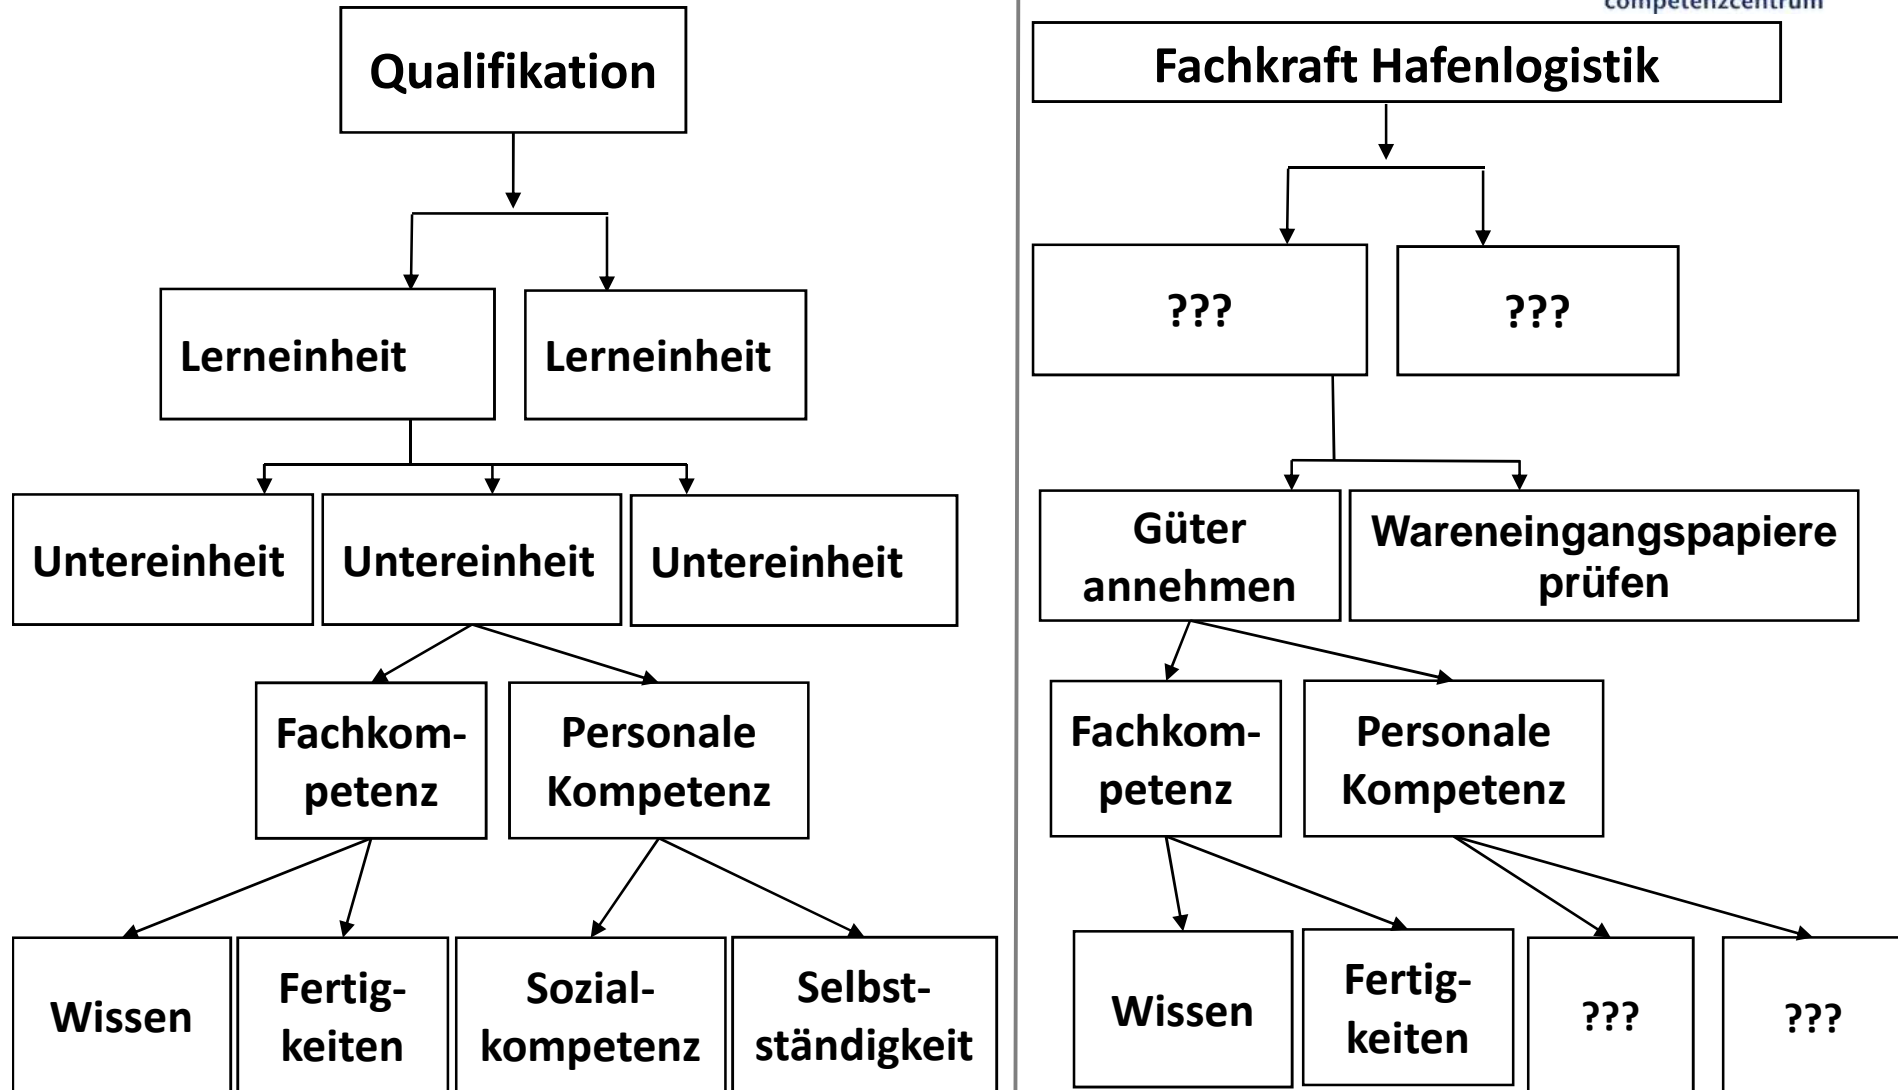 Qualifikation
Lerneinheit
Lerneinheit
Untereinheit
Untereinheit
Untereinheit
Fachkom-
petenz
Personale
Kompetenz
Wissen
Fertig-
keiten
Sozial-
kompetenz
Selbst-
ständigkeit
competenzcentrum
Fachkraft Hafenlogistik
???
???
Güter
annehmen
Wareneingangspapiere
prüfen
Fachkom-
petenz
Personale
Kompetenz
Wissen
Fertig-
keiten
???
???